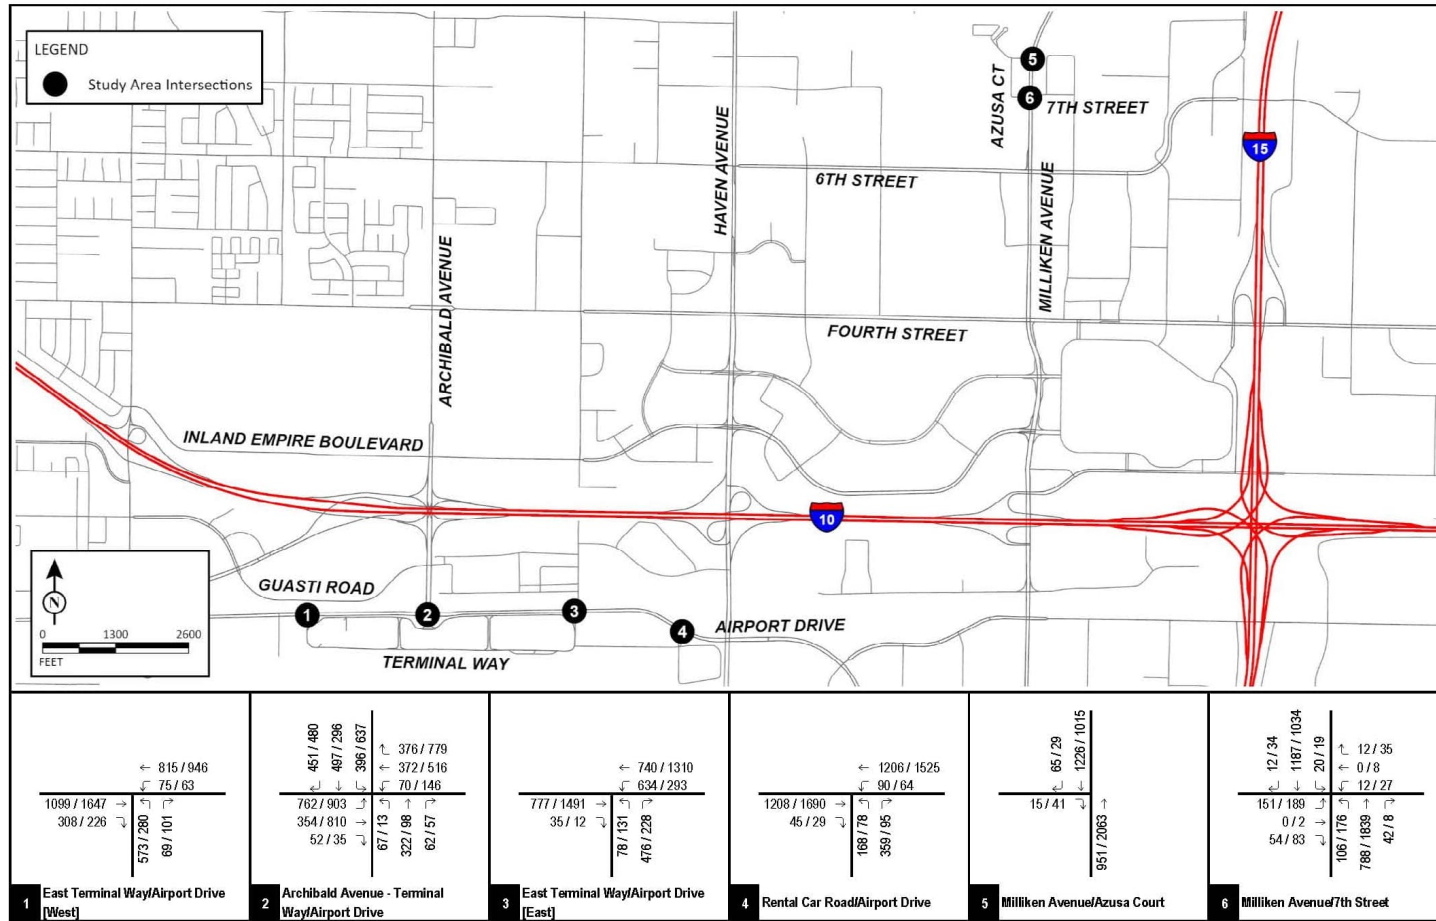 LEGEND
Study Area Intersections
5
AZUSA CT
6
7TH STREET
HAVEN AVENUE
15
6TH STREET
MILLIKEN AVENUE
ARCHIBALD AVENUE
FOURTH STREET
INLAND EMPIRE BOULEVARD
10
N
0 1300 2600
FEET
GUASTI ROAD
1
2
3
4
AIRPORT DRIVE
TERMINAL WAY
815 / 946
75 / 63
1099 / 1647
308 / 226
573 / 280
69 / 101
1 East Terminal Way/Airport Drive
[West]
451 / 480
497 / 296
396 / 637
376 / 779
372 / 516
70 / 146
762 / 903
354 / 810
52 / 35
67 / 13
322 / 98
62 / 57
2 Archibald Avenue - Terminal
Way/Airport Drive
740 / 1310
634 / 293
777 / 1491
35 / 12
78 / 131
476 / 228
3 East Terminal Way/Airport Drive
[East]
1206 / 1525
90 / 64
1208 / 1690
45 / 29
168 / 78
359 / 95
4 Rental Car Road/Airport Drive
65 / 29
1226 / 1015
15 / 41
951 / 2063
5 Milliken Avenue/Azusa Court
12 / 34
1187 / 1034
20 / 19
12 / 35
0 / 8
12 / 27
151 / 189
0 / 2
54 / 83
106 / 176
788 / 1839
42 / 8
6 Milliken Avenue/7th Street